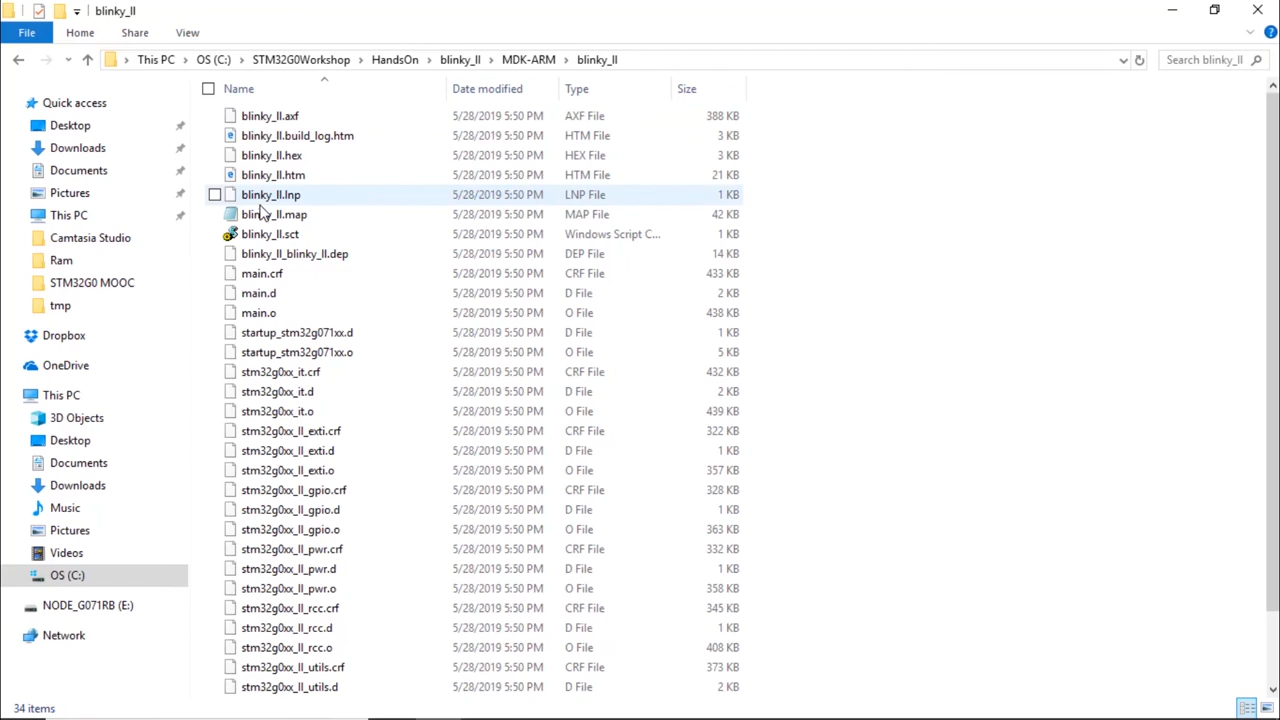 blinky_ll
File Home Share View
This PC OS (C:) STM32G0Workshop HandsOn blinky_ll MDK-ARM blinky_ll Search blinky_ll
Quick access
Desktop
Downloads
Documents
Pictures
This PC
Camtasia Studio
Ram
STM32G0 MOOC
tmp
Dropbox
OneDrive
This PC
3D Objects
Desktop
Documents
Downloads
Music
Pictures
Videos
OS (C:)
NODE_G071RB (E:)
Network
Name Date modified Type Size
blinky_ll.axf 5/28/2019 5:50 PM AXF File 388 KB
blinky_ll.build_log.htm 5/28/2019 5:50 PM HTM File 3 KB
blinky_ll.hex 5/28/2019 5:50 PM HEX File 3 KB
blinky_ll.htm 5/28/2019 5:50 PM HTM File 21 KB
blinky_ll.lnp 5/28/2019 5:50 PM LNP File 1 KB
blinky_ll.map 5/28/2019 5:50 PM MAP File 42 KB
blinky_ll.sct 5/28/2019 5:50 PM Windows Script C... 1 KB
blinky_ll_blinky_ll.dep 5/28/2019 5:50 PM DEP File 14 KB
main.crf 5/28/2019 5:50 PM CRF File 433 KB
main.d 5/28/2019 5:50 PM D File 2 KB
main.o 5/28/2019 5:50 PM O File 438 KB
startup_stm32g071xx.d 5/28/2019 5:50 PM D File 1 KB
startup_stm32g071xx.o 5/28/2019 5:50 PM O File 5 KB
stm32g0xx_it.crf 5/28/2019 5:50 PM CRF File 432 KB
stm32g0xx_it.d 5/28/2019 5:50 PM D File 2 KB
stm32g0xx_it.o 5/28/2019 5:50 PM O File 439 KB
stm32g0xx_ll_exti.crf 5/28/2019 5:50 PM CRF File 322 KB
stm32g0xx_ll_exti.d 5/28/2019 5:50 PM D File 1 KB
stm32g0xx_ll_exti.o 5/28/2019 5:50 PM O File 357 KB
stm32g0xx_ll_gpio.crf 5/28/2019 5:50 PM CRF File 328 KB
stm32g0xx_ll_gpio.d 5/28/2019 5:50 PM D File 1 KB
stm32g0xx_ll_gpio.o 5/28/2019 5:50 PM O File 363 KB
stm32g0xx_ll_pwr.crf 5/28/2019 5:50 PM CRF File 332 KB
stm32g0xx_ll_pwr.d 5/28/2019 5:50 PM D File 1 KB
stm32g0xx_ll_pwr.o 5/28/2019 5:50 PM O File 358 KB
stm32g0xx_ll_rcc.crf 5/28/2019 5:50 PM CRF File 345 KB
stm32g0xx_ll_rcc.d 5/28/2019 5:50 PM D File 1 KB
stm32g0xx_ll_rcc.o 5/28/2019 5:50 PM O File 408 KB
stm32g0xx_ll_utils.crf 5/28/2019 5:50 PM CRF File 373 KB
stm32g0xx_ll_utils.d 5/28/2019 5:50 PM D File 2 KB
34 items